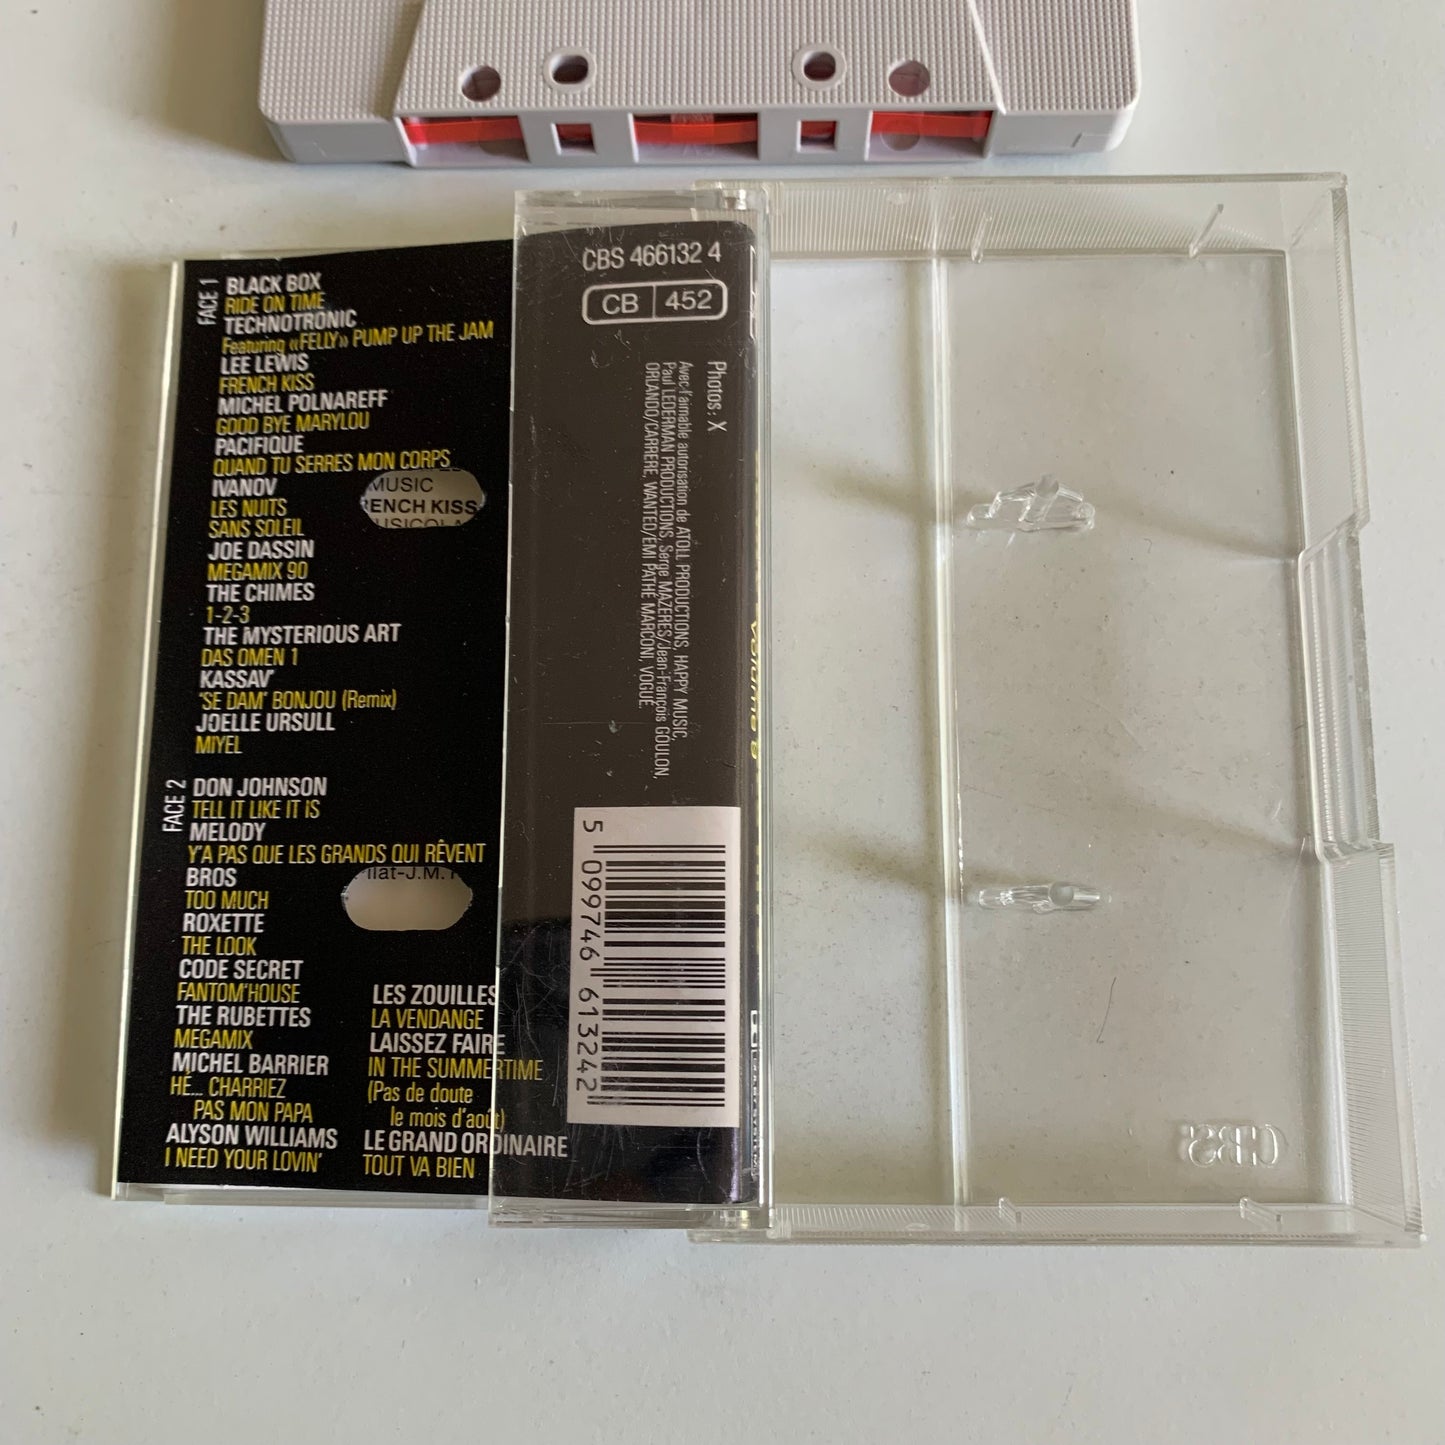 FACE 1
BLACK BOX
RIDE ON TIME
TECHNOTRONIC
Featuring «FELLY» PUMP UP THE JAM
LEE LEWIS
FRENCH KISS
MICHEL POLNAREFF
GOOD BYE MARYLOU
PACIFIQUE
QUAND TU SERRES MON CORPS
IVANOV
LES NUITS
SANS SOLEIL
JOE DASSIN
MEGAMIX 90
THE CHIMES
1-2-3
THE MYSTERIOUS ART
DAS OMEN 1
KASSAV'
'SE DAM' BONJOU (Remix)
JOELLE URSULL
MIYEL
MUSIC
ENCH KISS
USICOLA
FACE 2
DON JOHNSON
TELL IT LIKE IT IS
MELODY
Y'A PAS QUE LES GRANDS QUI RÊVENT
BROS
TOO MUCH
ROXETTE
THE LOOK
CODE SECRET
FANTOM'HOUSE
THE RUBETTES
MEGAMIX
MICHEL BARRIER
HÉ... CHARRIEZ
PAS MON PAPA
ALYSON WILLIAMS
I NEED YOUR LOVIN'
LES ZOUILLES
LA VENDANGE
LAISSEZ FAIRE
IN THE SUMMERTIME
(Pas de doute
le mois d'août)
LE GRAND ORDINAIRE
TOUT VA BIEN
CBS 466132 4
CB 452
Photos: X
Avec l'aimable autorisation de ATOLL PRODUCTIONS, HAPPY MUSIC,
Paul LEDERMAN PRODUCTIONS, Serge MAZERES/Jean-François GOULON,
ORLANDO/CARRERE, WANTED/EMI PATHE MARCONI, VOGUE.
5 099746 613242
CBS